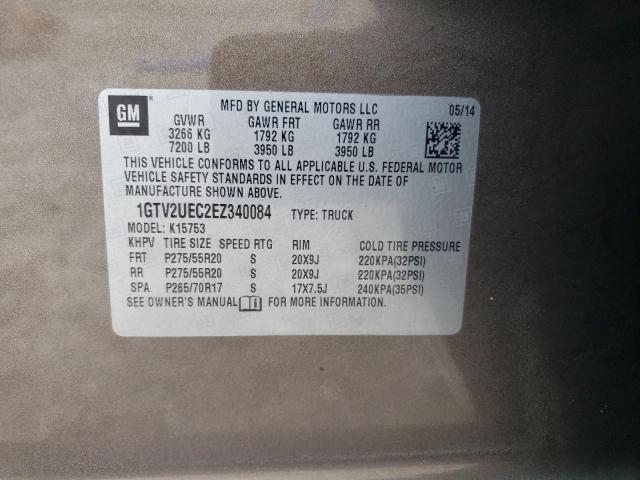 GM
MFD BY GENERAL MOTORS LLC 05/14
GVWR GAWR FRT GAWR RR
3266 KG 1792 KG 1792 KG
7200 LB 3950 LB 3950 LB
THIS VEHICLE CONFORMS TO ALL APPLICABLE U.S. FEDERAL MOTOR
VEHICLE SAFETY STANDARDS IN EFFECT ON THE DATE OF
MANUFACTURE SHOWN ABOVE.
1GTV2UEC2EZ340084 TYPE: TRUCK
MODEL: K15753
KHPV TIRE SIZE SPEED RTG RIM COLD TIRE PRESSURE
FRT P275/55R20 S 20X9J 220KPA(32PSI)
RR P275/55R20 S 20X9J 220KPA(32PSI)
SPA P265/70R17 S 17X7.5J 240KPA(35PSI)
SEE OWNER'S MANUAL FOR MORE INFORMATION.